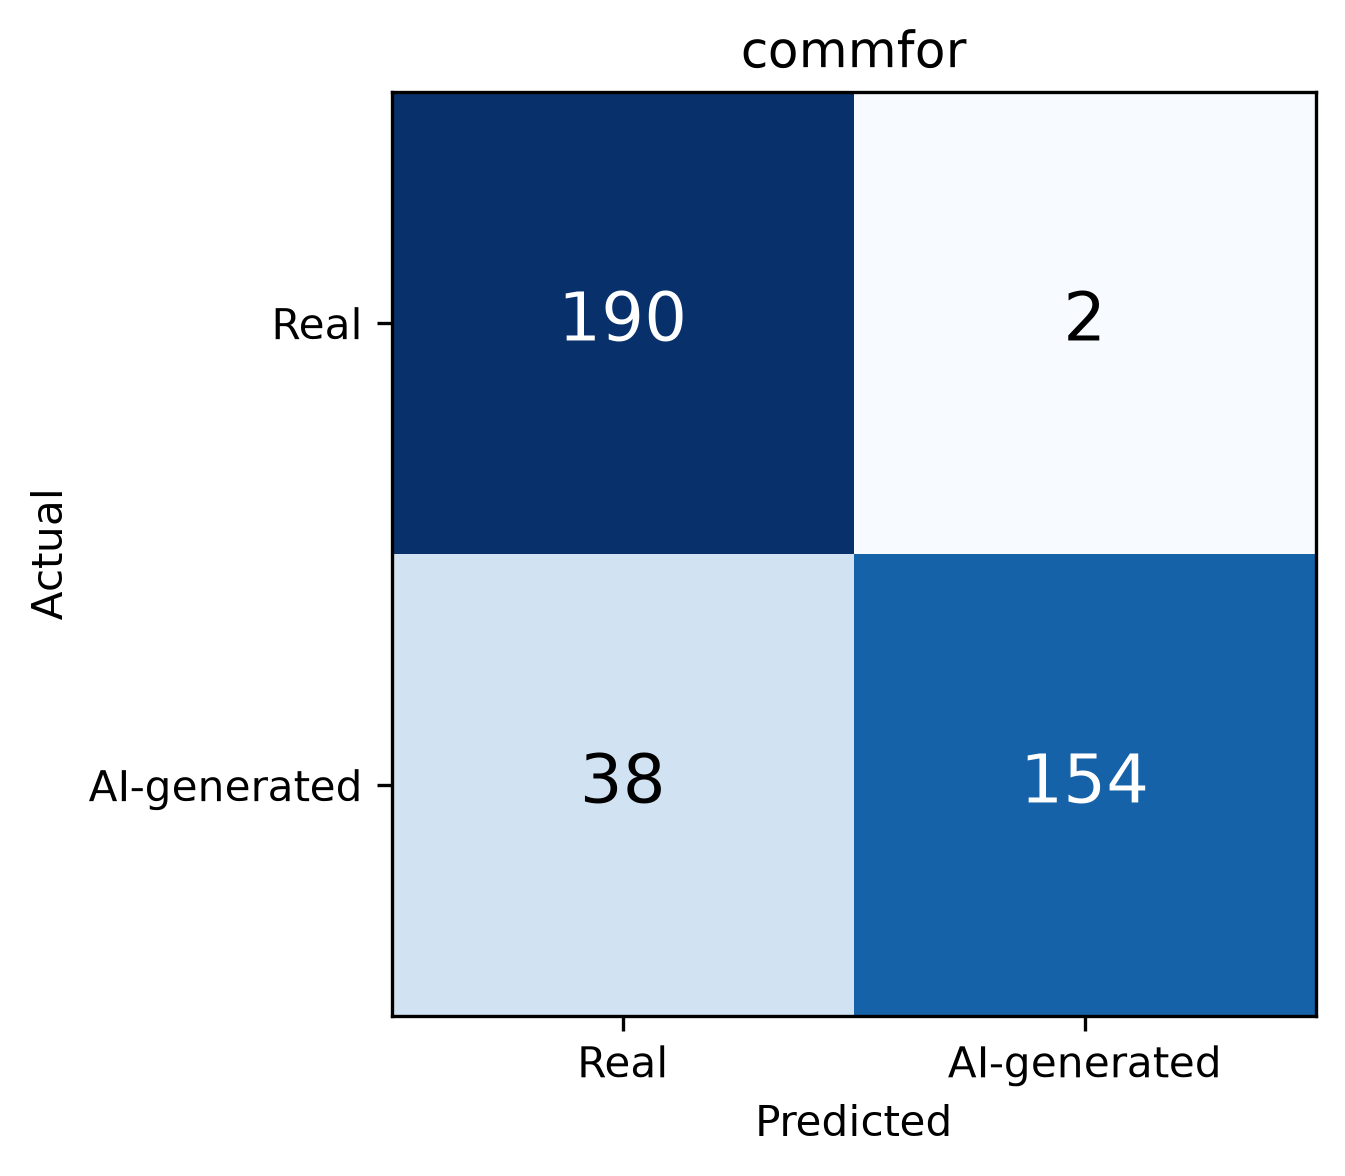 commfor
Real
190
2
Actual
AI-generated
38
154
Real
AI-generated
Predicted